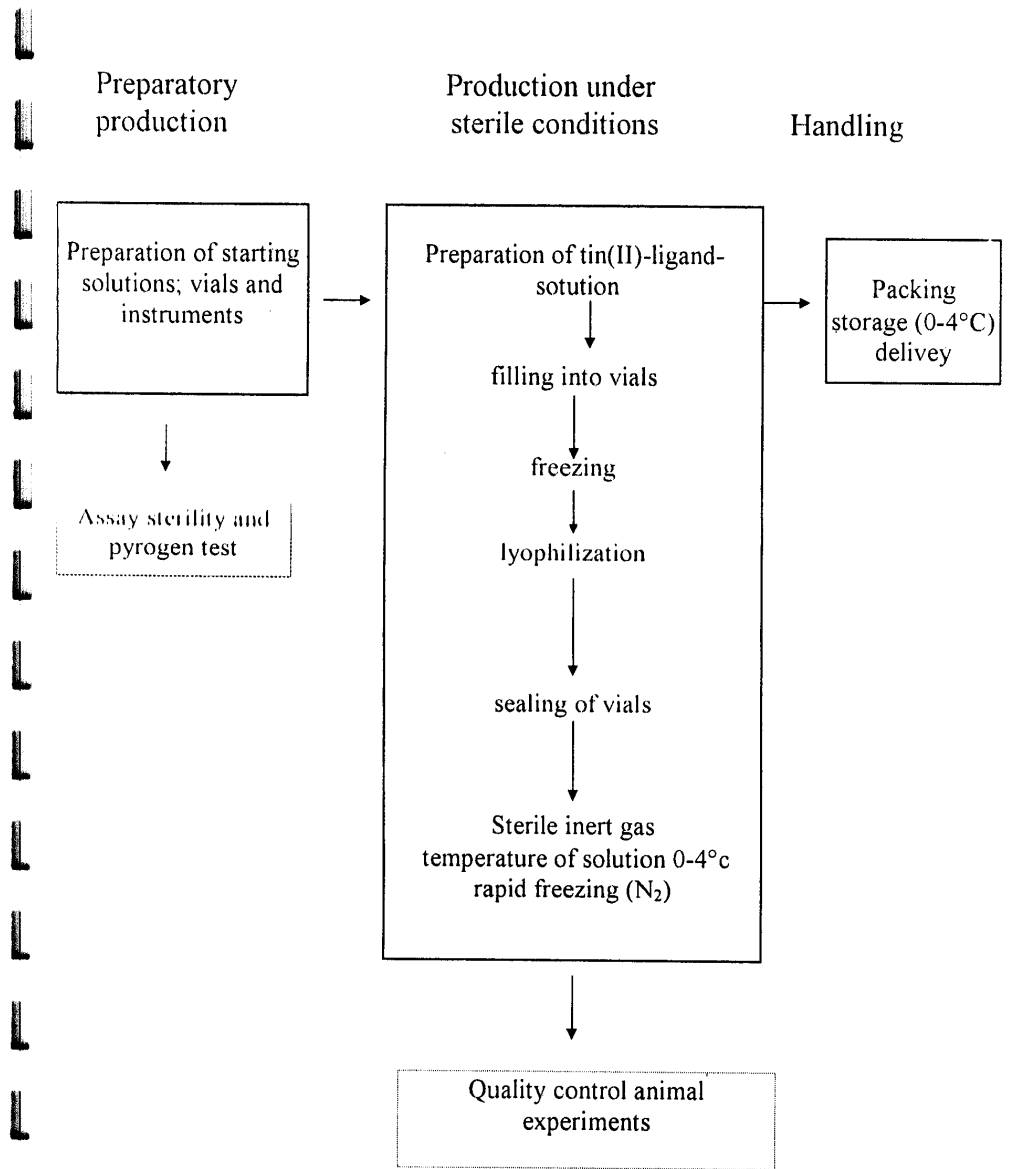 Preparatory
production
Production under
sterile conditions
Handling
Preparation of starting
solutions; vials and
instruments
Assay sterility and
pyrogen test
Preparation of tin(II)-ligand-
sotution
filling into vials
freezing
lyophilization
sealing of vials
Sterile inert gas
temperature of solution 0-4°c
rapid freezing (N₂)
Packing
storage (0-4°C)
delivey
Quality control animal
experiments